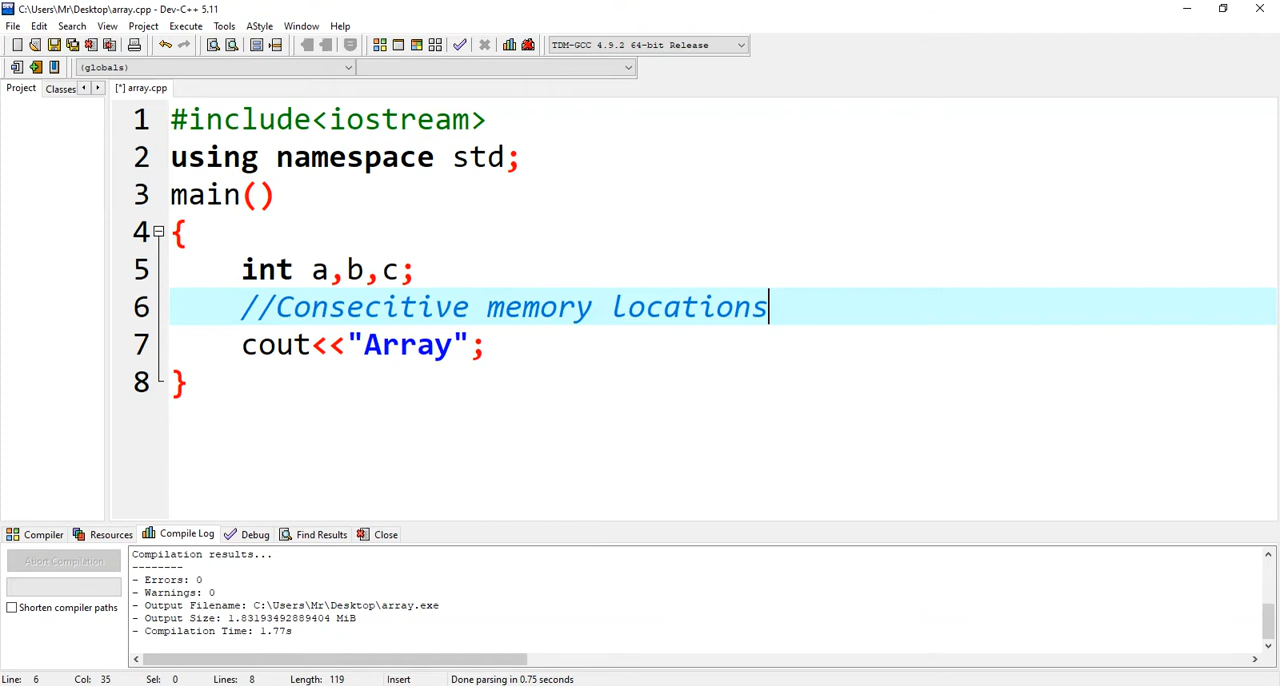 C:\Users\Mr\Desktop\array.cpp - Dev-C++ 5.11
File Edit Search View Project Execute Tools AStyle Window Help
TDM-GCC 4.9.2 64-bit Release
(globals)
Project Classes [*] array.cpp
1 #include<iostream>
2 using namespace std;
3 main()
4 {
5 int a,b,c;
6 //Consecitive memory locations
7 cout<<"Array";
8 }
Compiler Resources Compile Log Debug Find Results Close
Abort Compilation
Shorten compiler paths
Compilation results...
--------
- Errors: 0
- Warnings: 0
- Output Filename: C:\Users\Mr\Desktop\array.exe
- Output Size: 1.83193492889404 MiB
- Compilation Time: 1.77s
Line: 6 Col: 35 Sel: 0 Lines: 8 Length: 119 Insert Done parsing in 0.75 seconds